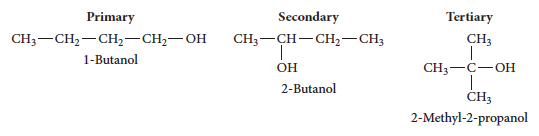 Primary
CH3—CH2—CH2—CH2—OH
1-Butanol
Secondary
CH3—CH—CH2—CH3
OH
2-Butanol
Tertiary
CH3
CH3—C—OH
CH3
2-Methyl-2-propanol